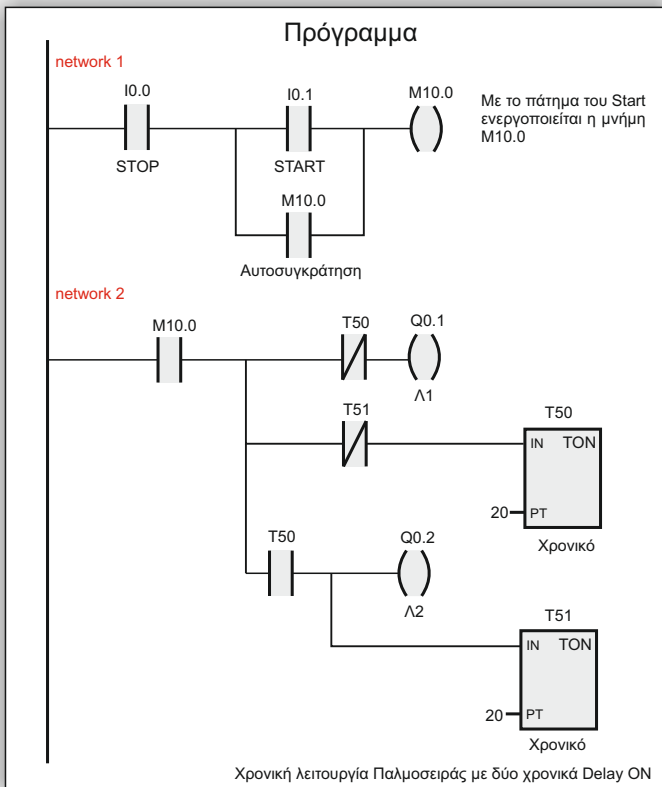 Πρόγραμμα
network 1
I0.0
I0.1
M10.0
Με το πάτημα του Start
ενεργοποιείται η μνήμη
M10.0
STOP
START
M10.0
Αυτοσυγκράτηση
network 2
M10.0
T50
Q0.1
Λ1
T51
T50
IN TON
20 PT
Χρονικό
T50
Q0.2
Λ2
T51
IN TON
20 PT
Χρονικό
Χρονική λειτουργία Παλμοσειράς με δύο χρονικά Delay ON